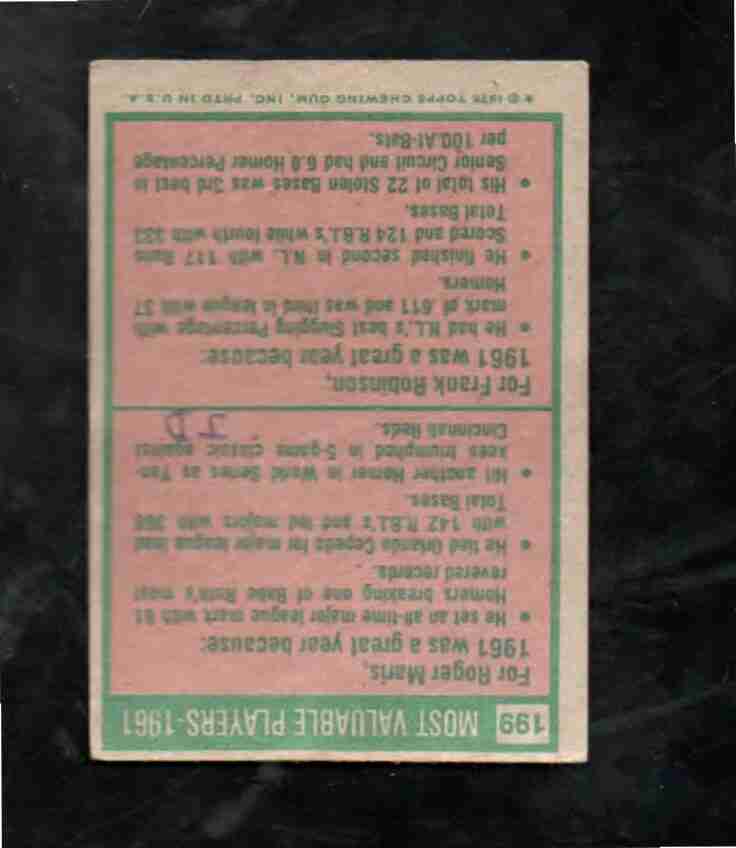 199 MOST VALUABLE PLAYERS-1961
For Roger Maris,
1961 was a great year because:
• He set an all-time major league mark with 61
Homers breaking one of Babe Ruth's most
revered records.
• He tied Orlando Cepeda for major league lead
with 142 R.B.I.'s and led majors with 366
Total Bases.
• Hit another Homer in World Series as Yan-
kees triumphed in 5-game classic against
Cincinnati Reds.
JD
For Frank Robinson,
1961 was a great year because:
• He had N.L.'s best Slugging Percentage with
mark of .611 and was third in league with 37
Homers.
• He finished second in N.L. with 117 Runs
Scored and 124 R.B.I.'s while fourth with 333
Total Bases.
• His total of 22 Stolen Bases was 3rd best in
Senior Circuit and had 6.8 Homer Percentage
per 100 At-Bats.
✶ © 1975 TOPPS CHEWING GUM, INC. PRTD IN U.S.A.